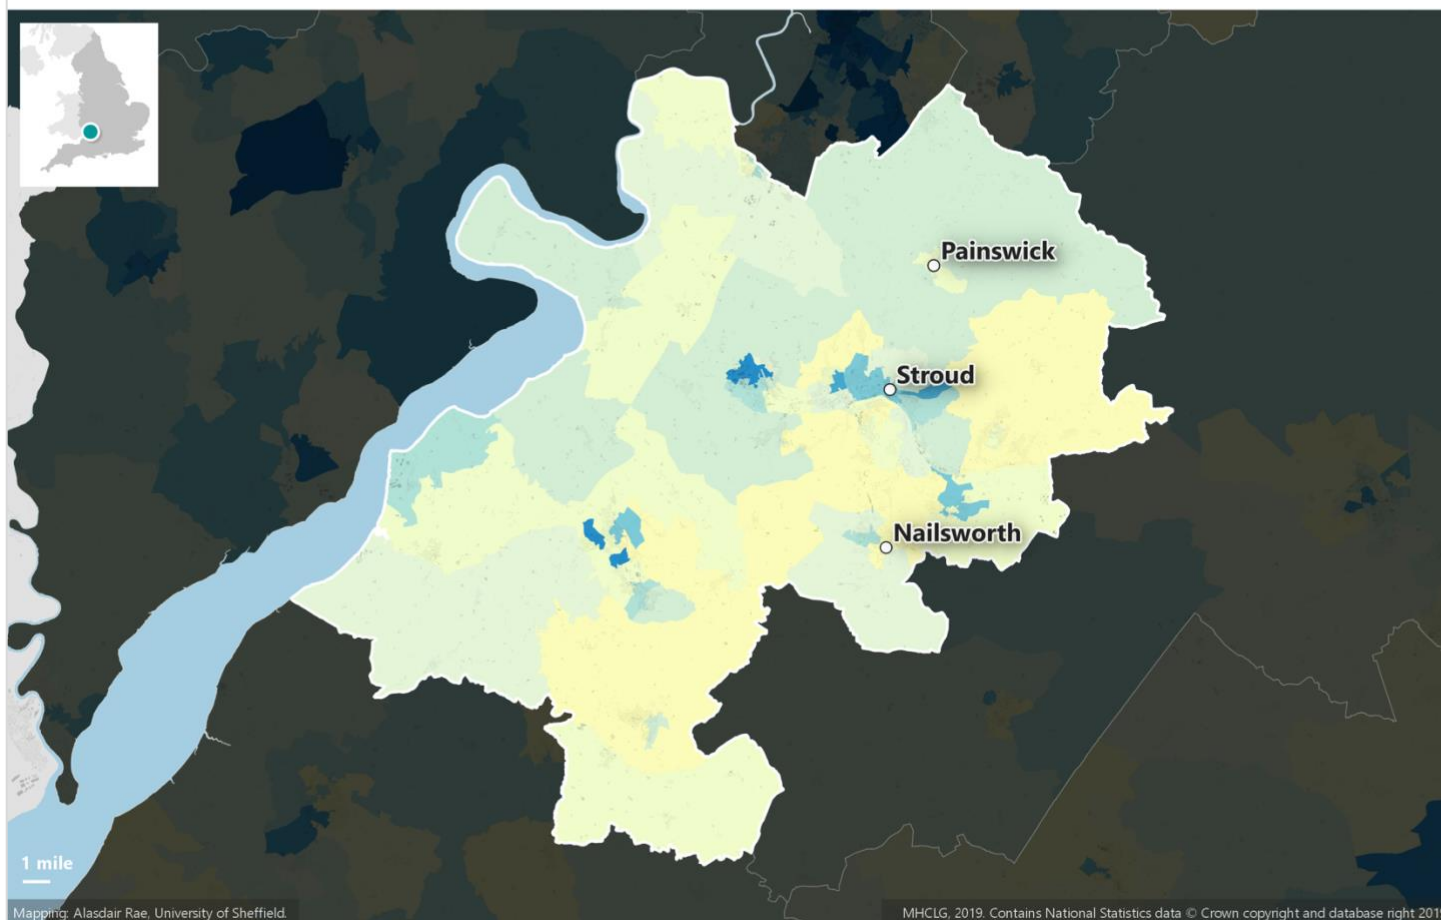 Painswick
Stroud
Nailsworth
1 mile
Mapping: Alasdair Rae, University of Sheffield.
MHCLG, 2019. Contains National Statistics data © Crown copyright and database right